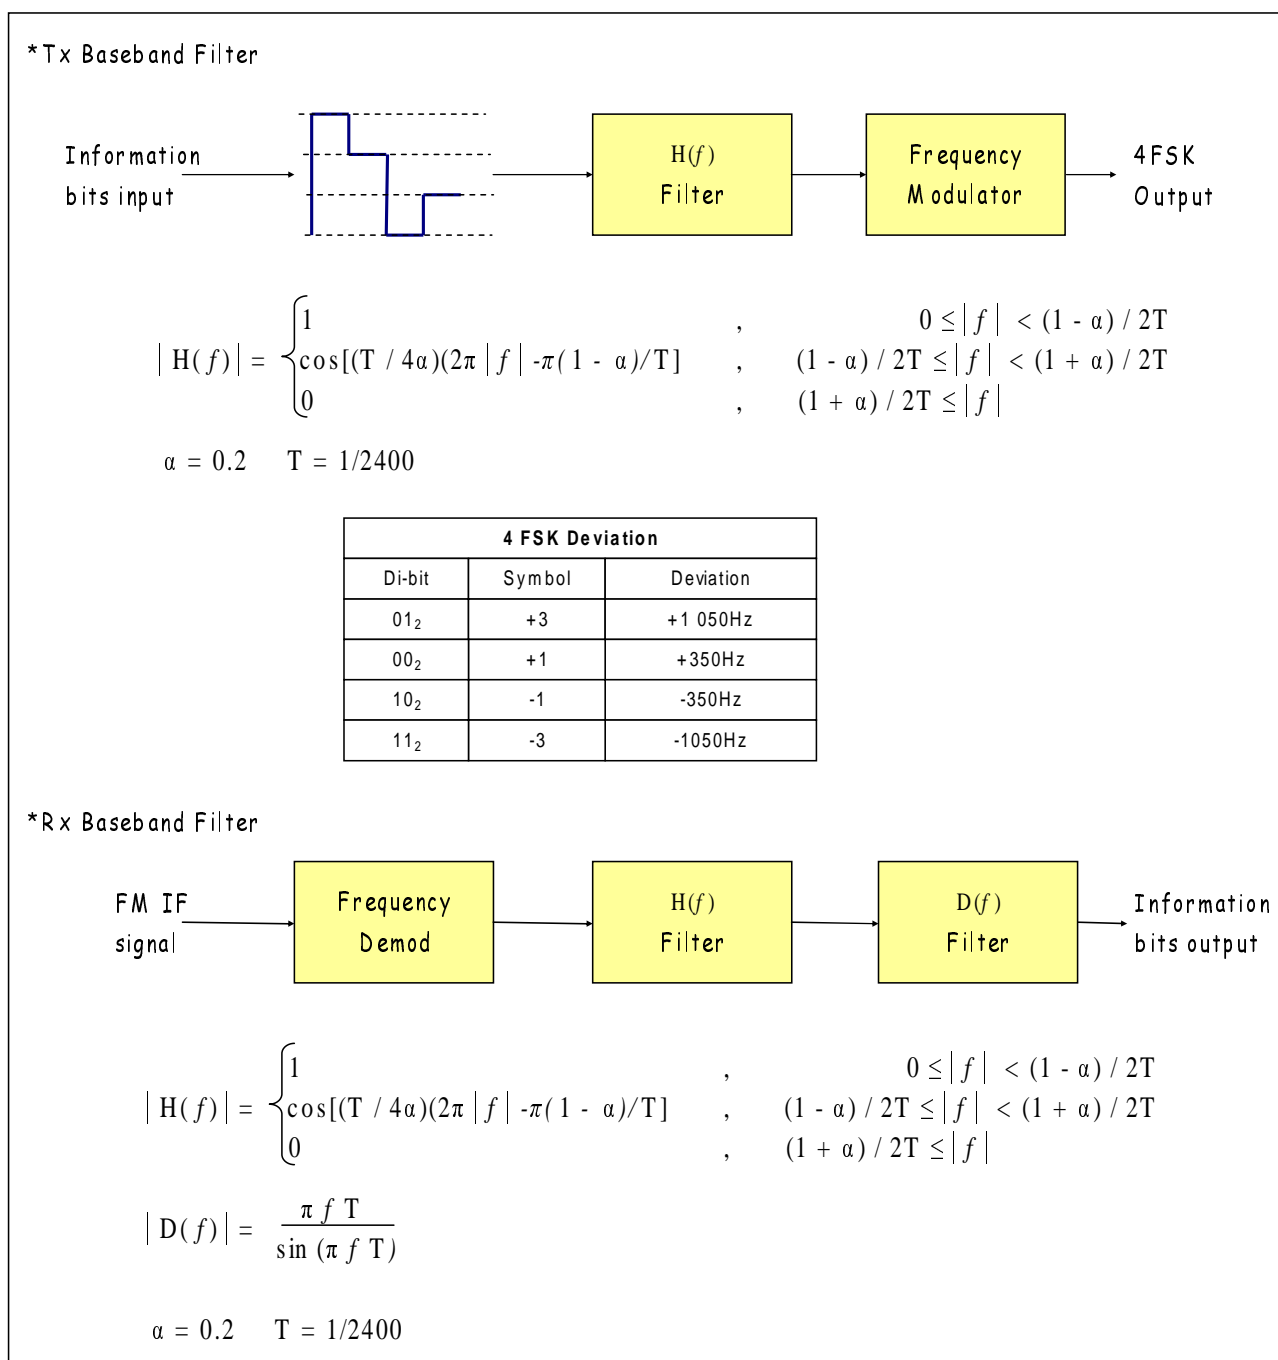 *Tx Baseband Filter
Information
bits input
H(f)
Filter
Frequency
Modulator
4FSK
Output
| H(f) | = { 1 , 0 ≤ | f | < (1 - α) / 2T
cos[(T / 4α)(2π | f | -π(1 - α)/T] , (1 - α) / 2T ≤ | f | < (1 + α) / 2T
0 , (1 + α) / 2T ≤ | f |
α = 0.2 T = 1/2400
4 FSK Deviation
Di-bit Symbol Deviation
01₂ +3 +1 050Hz
00₂ +1 +350Hz
10₂ -1 -350Hz
11₂ -3 -1050Hz
*Rx Baseband Filter
FM IF
signal
Frequency
Demod
H(f)
Filter
D(f)
Filter
Information
bits output
| H(f) | = { 1 , 0 ≤ | f | < (1 - α) / 2T
cos[(T / 4α)(2π | f | -π(1 - α)/T] , (1 - α) / 2T ≤ | f | < (1 + α) / 2T
0 , (1 + α) / 2T ≤ | f |
| D(f) | = π f T
sin (π f T)
α = 0.2 T = 1/2400